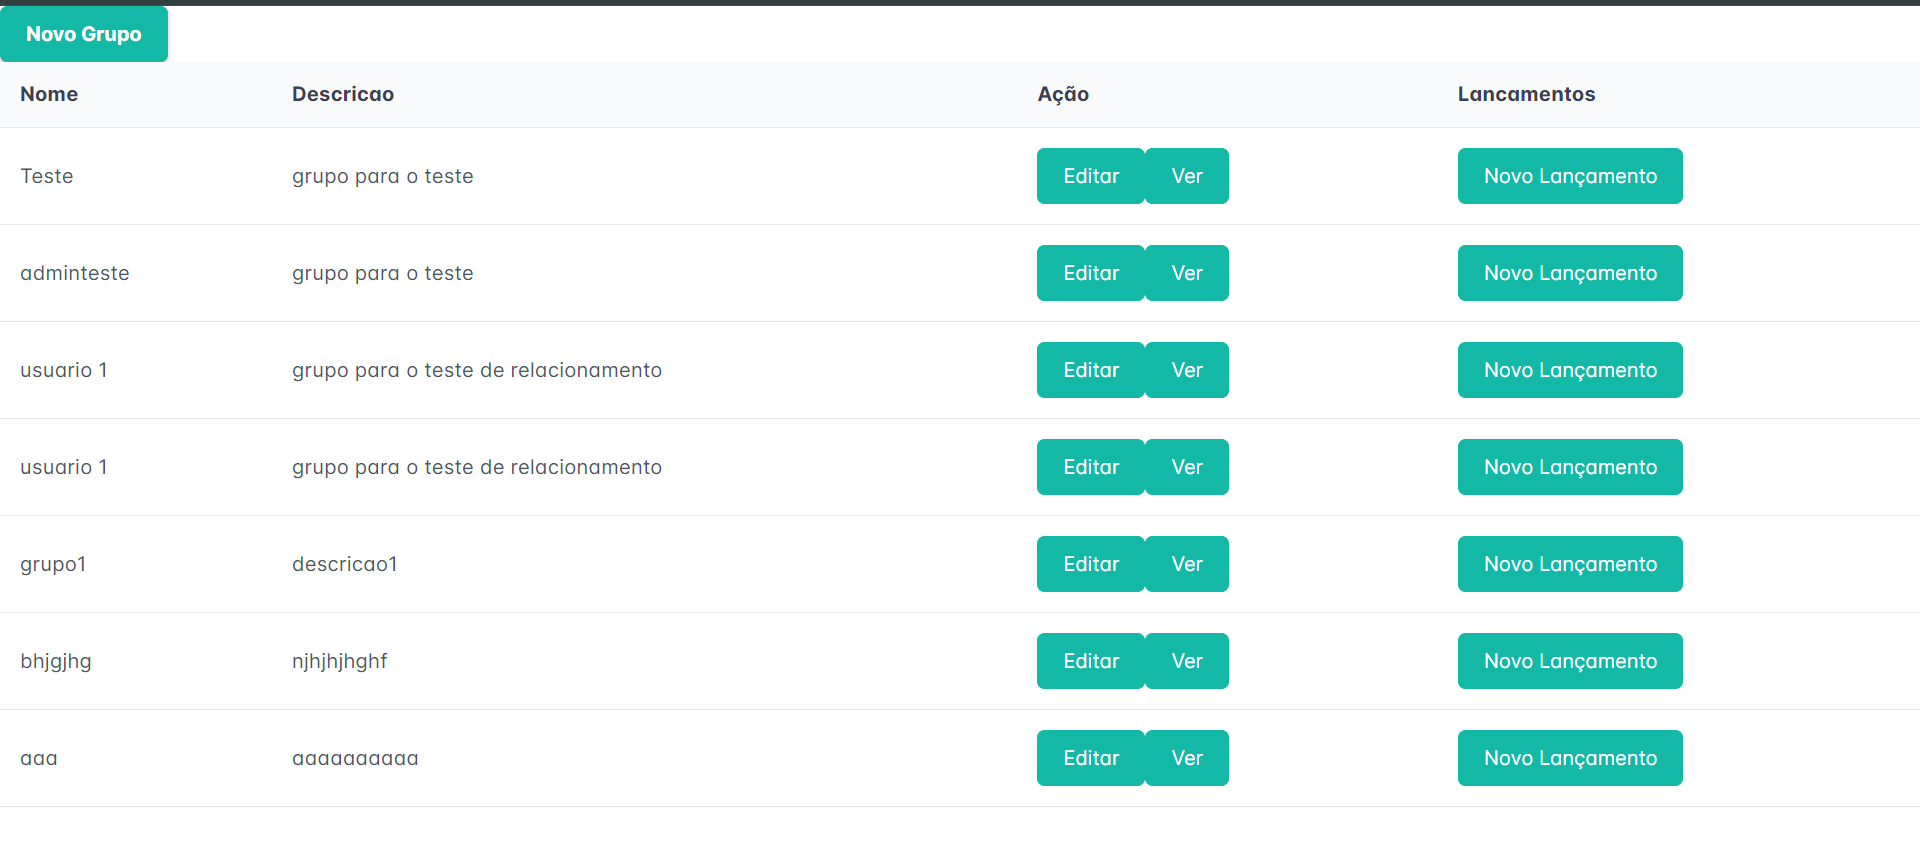 Novo Grupo
Nome Descricao Ação Lancamentos
Teste grupo para o teste Editar Ver Novo Lançamento
adminteste grupo para o teste Editar Ver Novo Lançamento
usuario 1 grupo para o teste de relacionamento Editar Ver Novo Lançamento
usuario 1 grupo para o teste de relacionamento Editar Ver Novo Lançamento
grupo1 descricao1 Editar Ver Novo Lançamento
bhjgjhg njhjhjhghf Editar Ver Novo Lançamento
aaa aaaaaaaaaa Editar Ver Novo Lançamento